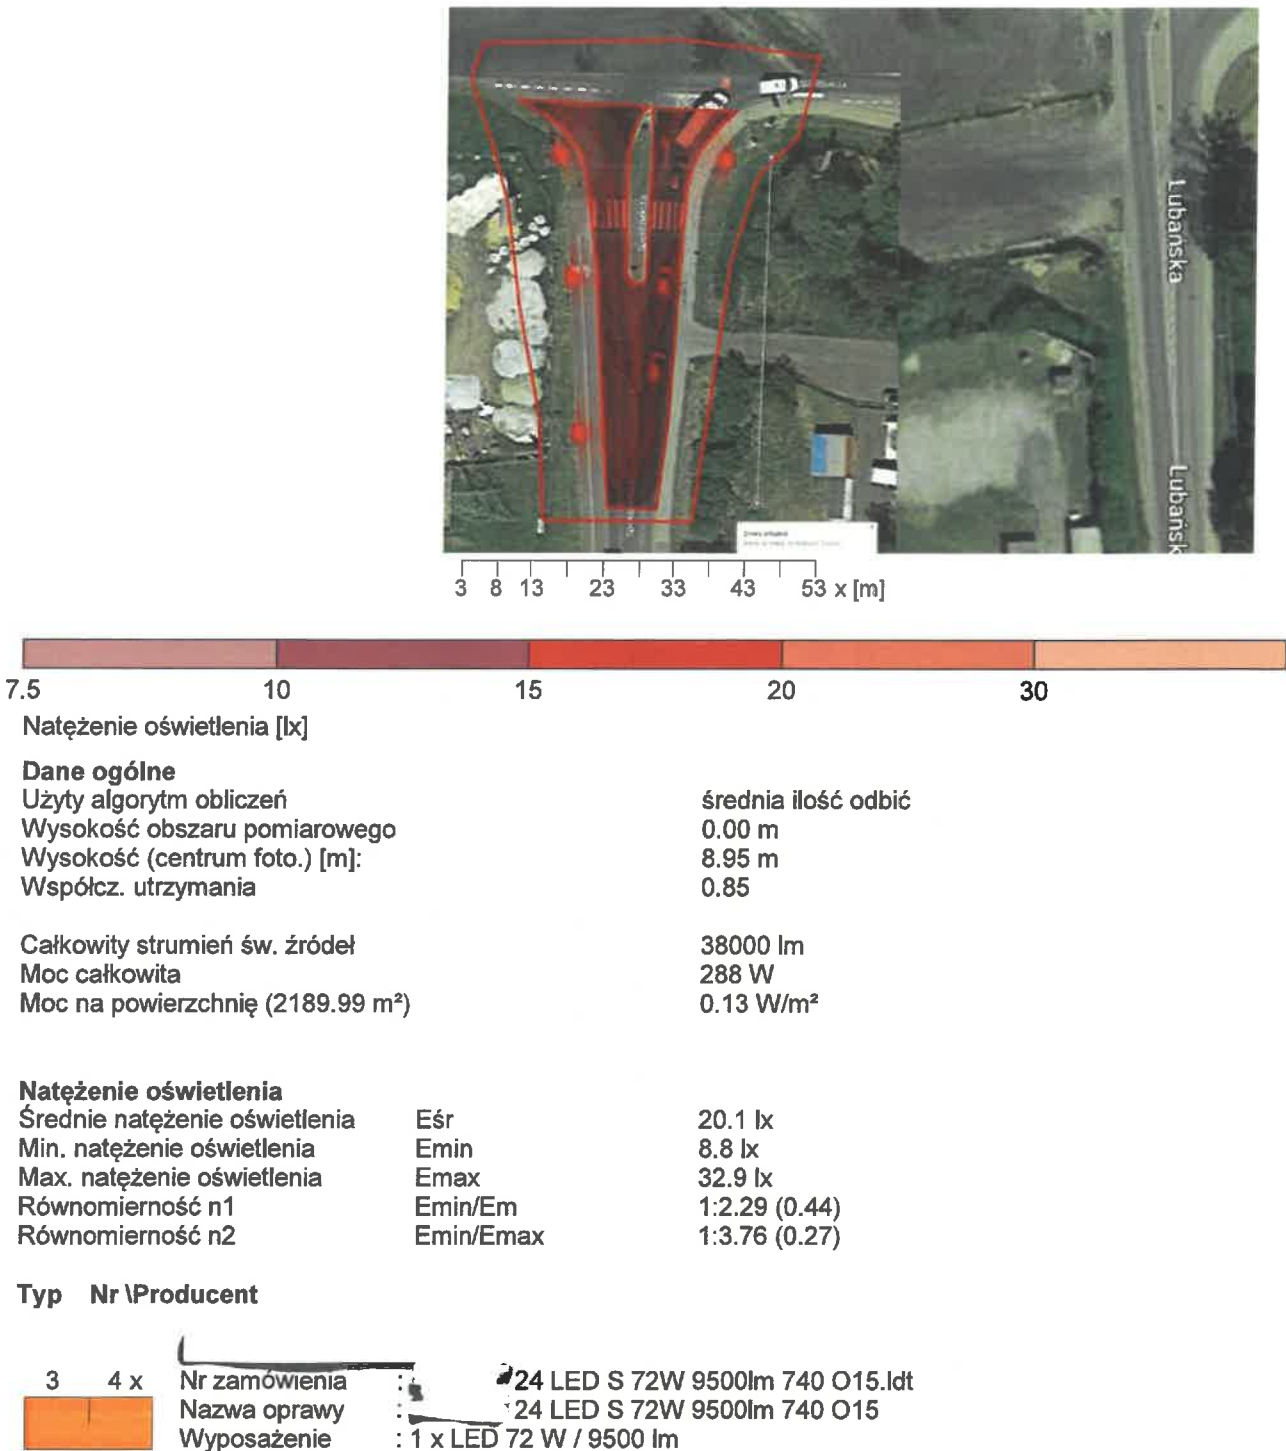 Lubańska
Lubańsk
3 8 13 23 33 43 53 x [m]
7.5 10 15 20 30
Natężenie oświetlenia [lx]
Dane ogólne
Użyty algorytm obliczeń średnia ilość odbić
Wysokość obszaru pomiarowego 0.00 m
Wysokość (centrum foto.) [m]: 8.95 m
Współcz. utrzymania 0.85
Całkowity strumień św. źródeł 38000 lm
Moc całkowita 288 W
Moc na powierzchnię (2189.99 m²) 0.13 W/m²
Natężenie oświetlenia
Średnie natężenie oświetlenia Eśr 20.1 lx
Min. natężenie oświetlenia Emin 8.8 lx
Max. natężenie oświetlenia Emax 32.9 lx
Równomierność n1 Emin/Em 1:2.29 (0.44)
Równomierność n2 Emin/Emax 1:3.76 (0.27)
Typ Nr \Producent
3 4 x Nr zamówienia : 24 LED S 72W 9500lm 740 O15.ldt
Nazwa oprawy : 24 LED S 72W 9500lm 740 O15
Wyposażenie : 1 x LED 72 W / 9500 lm